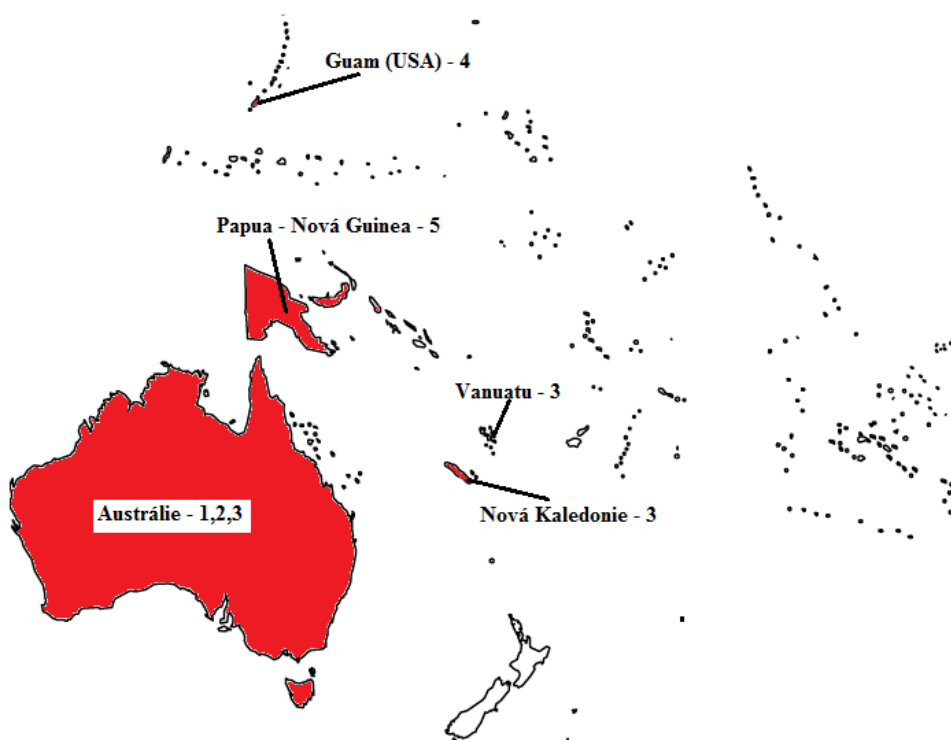 Guam (USA) - 4
Papua - Nová Guinea - 5
Vanuatu - 3
Austrálie - 1,2,3
Nová Kaledonie - 3